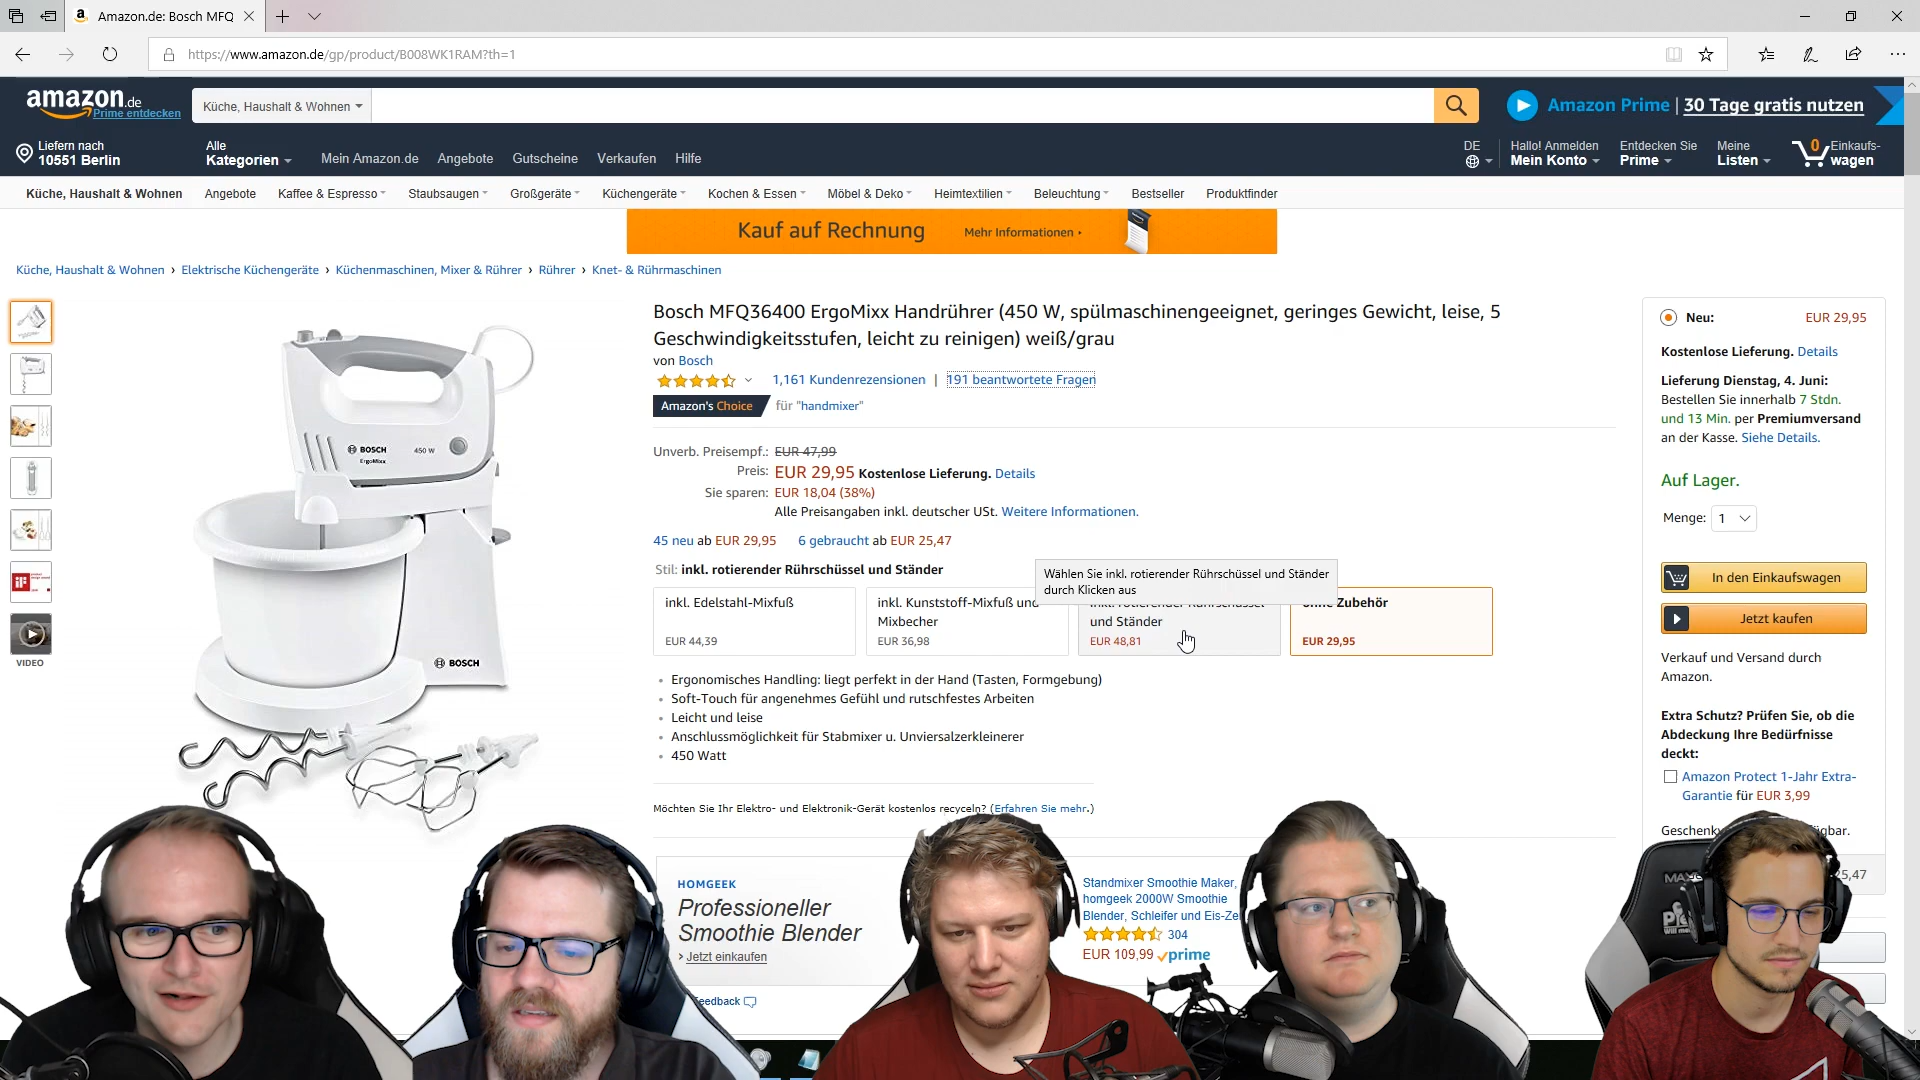 Amazon.de: Bosch MFQ
https://www.amazon.de/gp/product/B008WK1RAM?th=1
amazon.de
Prime entdecken
Küche, Haushalt & Wohnen
Amazon Prime | 30 Tage gratis nutzen
Liefern nach
10551 Berlin
Alle
Kategorien
Mein Amazon.de
Angebote
Gutscheine
Verkaufen
Hilfe
DE
Hallo! Anmelden
Mein Konto
Entdecken Sie
Prime
Meine
Listen
0
Einkaufs-
wagen
Küche, Haushalt & Wohnen
Angebote
Kaffee & Espresso
Staubsaugen
Großgeräte
Küchengeräte
Kochen & Essen
Möbel & Deko
Heimtextilien
Beleuchtung
Bestseller
Produktfinder
Kauf auf Rechnung
Mehr Informationen
Küche, Haushalt & Wohnen › Elektrische Küchengeräte › Küchenmaschinen, Mixer & Rührer › Rührer › Knet- & Rührmaschinen
VIDEO
BOSCH
ErgoMixx
450 W
BOSCH
Bosch MFQ36400 ErgoMixx Handrührer (450 W, spülmaschinengeeignet, geringes Gewicht, leise, 5
Geschwindigkeitsstufen, leicht zu reinigen) weiß/grau
von Bosch
1,161 Kundenrezensionen | 191 beantwortete Fragen
Amazon's Choice für "handmixer"
Unverb. Preisempf.: EUR 47,99
Preis: EUR 29,95 Kostenlose Lieferung. Details
Sie sparen: EUR 18,04 (38%)
Alle Preisangaben inkl. deutscher USt. Weitere Informationen.
45 neu ab EUR 29,95
6 gebraucht ab EUR 25,47
Stil: inkl. rotierender Rührschüssel und Ständer
Wählen Sie inkl. rotierender Rührschüssel und Ständer
durch Klicken aus
inkl. Edelstahl-Mixfuß
EUR 44,39
inkl. Kunststoff-Mixfuß und
Mixbecher
EUR 36,98
inkl. rotierender Rührschüssel
und Ständer
EUR 48,81
ohne Zubehör
EUR 29,95
Ergonomisches Handling: liegt perfekt in der Hand (Tasten, Formgebung)
Soft-Touch für angenehmes Gefühl und rutschfestes Arbeiten
Leicht und leise
Anschlussmöglichkeit für Stabmixer u. Unviersalzerkleinerer
450 Watt
Möchten Sie Ihr Elektro- und Elektronik-Gerät kostenlos recyceln? (Erfahren Sie mehr.)
HOMGEEK
Professioneller
Smoothie Blender
› Jetzt einkaufen
Standmixer Smoothie Maker,
homgeek 2000W Smoothie
Blender, Schleifer und Eis-Ze
304
EUR 109,99 prime
Feedback
Neu: EUR 29,95
Kostenlose Lieferung. Details
Lieferung Dienstag, 4. Juni:
Bestellen Sie innerhalb 7 Stdn.
und 13 Min. per Premiumversand
an der Kasse. Siehe Details.
Auf Lager.
Menge: 1
In den Einkaufswagen
Jetzt kaufen
Verkauf und Versand durch
Amazon.
Extra Schutz? Prüfen Sie, ob die
Abdeckung Ihre Bedürfnisse
deckt:
Amazon Protect 1-Jahr Extra-
Garantie für EUR 3,99
25,47